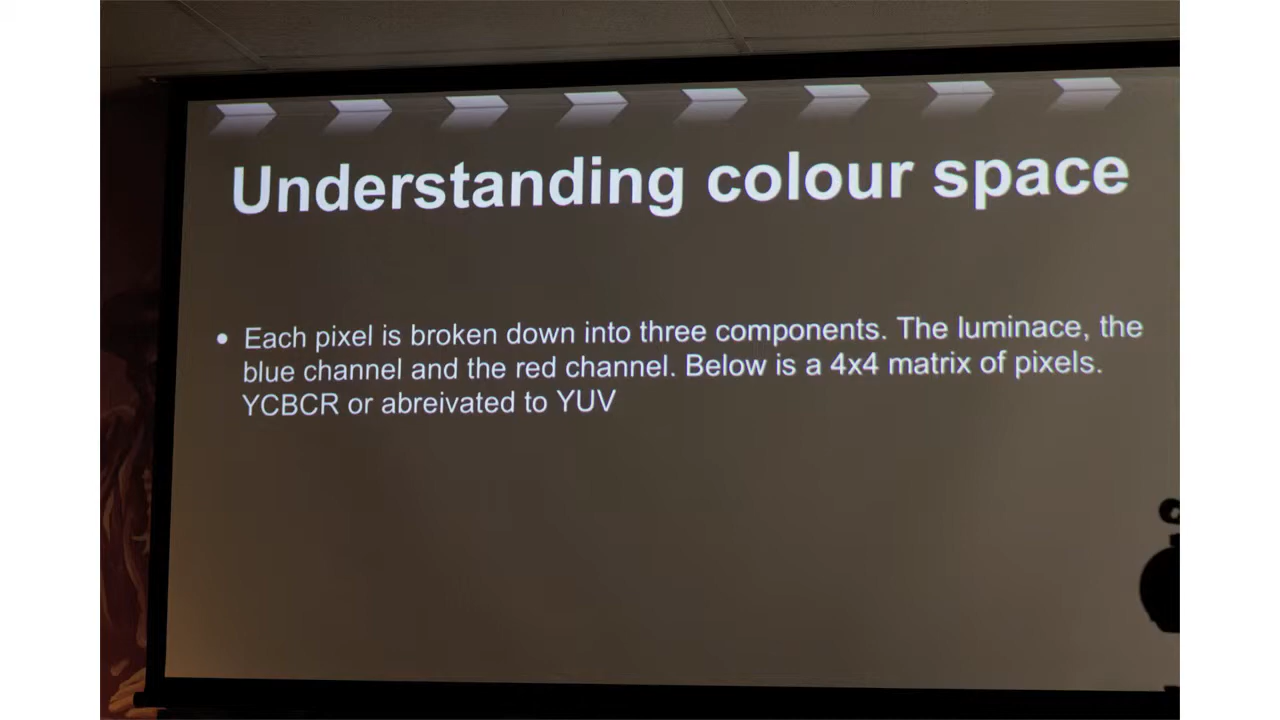 Understanding colour space
• Each pixel is broken down into three components. The luminace, the
blue channel and the red channel. Below is a 4x4 matrix of pixels.
YCBCR or abreivated to YUV